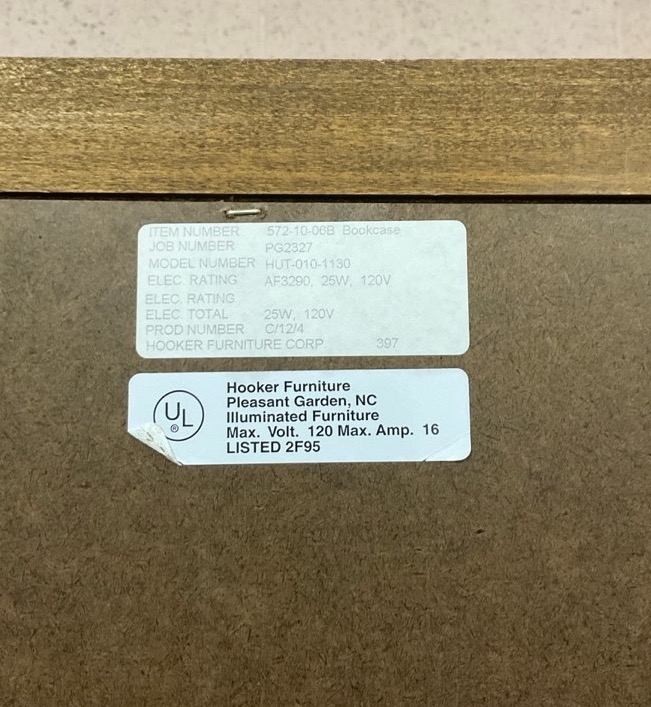 ITEM NUMBER 572-10-06B Bookcase
JOB NUMBER PG2327
MODEL NUMBER HUT-010-1130
ELEC. RATING AF3290, 25W, 120V
ELEC. RATING
ELEC. TOTAL 25W, 120V
PROD NUMBER C/12/4
HOOKER FURNITURE CORP. 397
UL
®
Hooker Furniture
Pleasant Garden, NC
Illuminated Furniture
Max. Volt. 120 Max. Amp. 16
LISTED 2F95